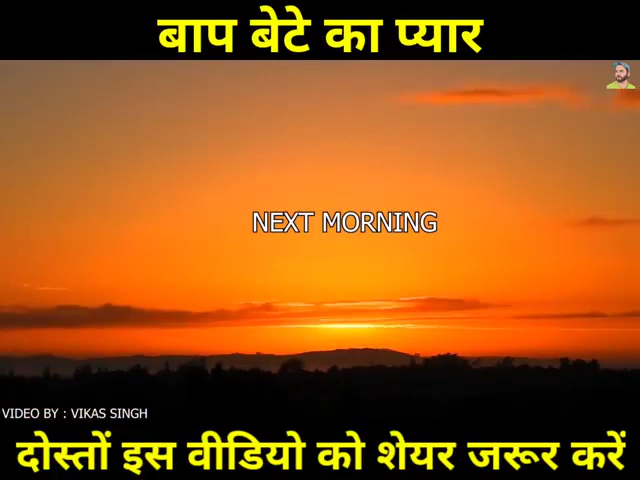 बाप बेटे का प्यार
NEXT MORNING
VIDEO BY : VIKAS SINGH
दोस्तों इस वीडियो को शेयर जरूर करें